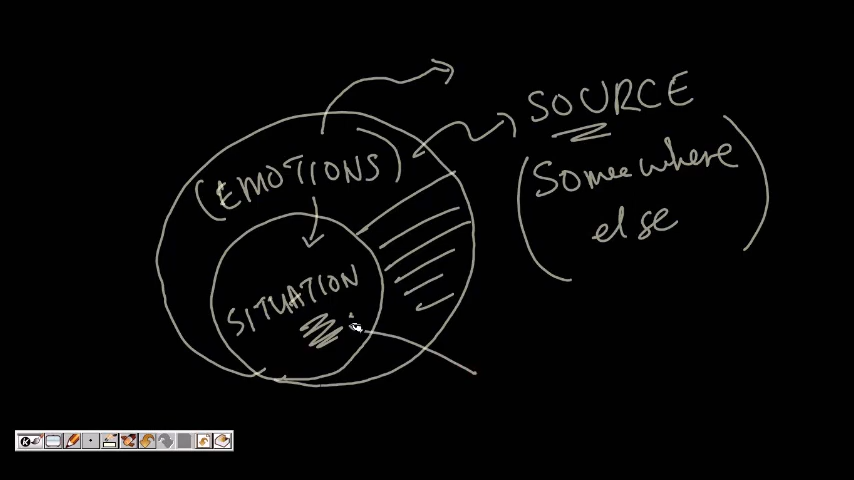 SOURCE
(EMOTIONS)
(Somewhere
else)
SITUATION